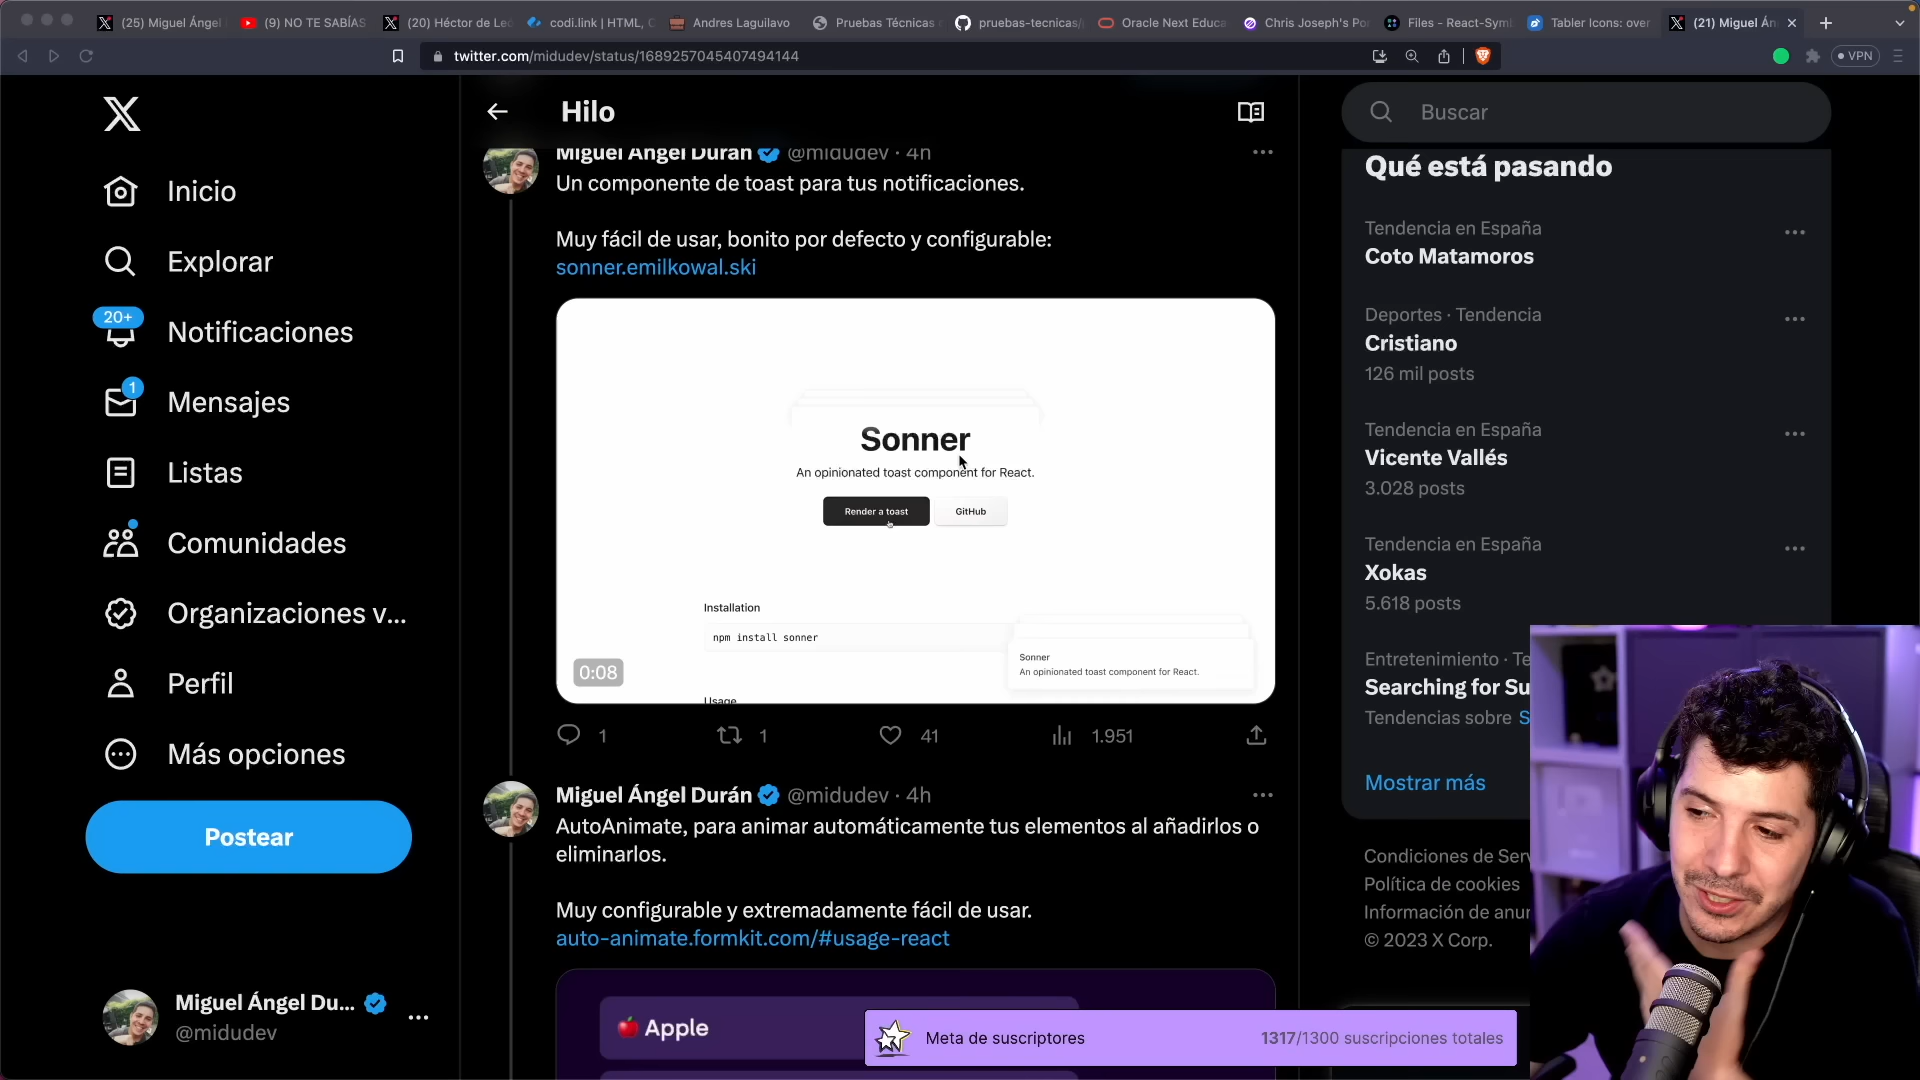 (25) Miguel Ángel
(9) NO TE SABÍAS
(20) Héctor de Leó
codi.link | HTML, C
Andres Laguilavo
Pruebas Técnicas
pruebas-tecnicas/
Oracle Next Educa
Chris Joseph's Po
Files - React-Sym
Tabler Icons: over
(21) Miguel Án
twitter.com/midudev/status/1689257045407494144
VPN
Inicio
Explorar
20+
Notificaciones
1
Mensajes
Listas
Comunidades
Organizaciones v...
Perfil
Más opciones
Postear
Miguel Ángel Du...
@midudev
Hilo
Miguel Ángel Durán @midudev · 4h
Un componente de toast para tus notificaciones.
Muy fácil de usar, bonito por defecto y configurable:
sonner.emilkowal.ski
Sonner
An opinionated toast component for React.
Render a toast
GitHub
Installation
npm install sonner
Sonner
An opinionated toast component for React.
0:08
Usage
1
1
41
1.951
Miguel Ángel Durán @midudev · 4h
AutoAnimate, para animar automáticamente tus elementos al añadirlos o
eliminarlos.
Muy configurable y extremadamente fácil de usar.
auto-animate.formkit.com/#usage-react
Apple
Meta de suscriptores
1317/1300 suscripciones totales
Buscar
Qué está pasando
Tendencia en España
Coto Matamoros
Deportes · Tendencia
Cristiano
126 mil posts
Tendencia en España
Vicente Vallés
3.028 posts
Tendencia en España
Xokas
5.618 posts
Entretenimiento · Te
Searching for Su
Tendencias sobre S
Mostrar más
Condiciones de Serv
Política de cookies
Información de anun
© 2023 X Corp.